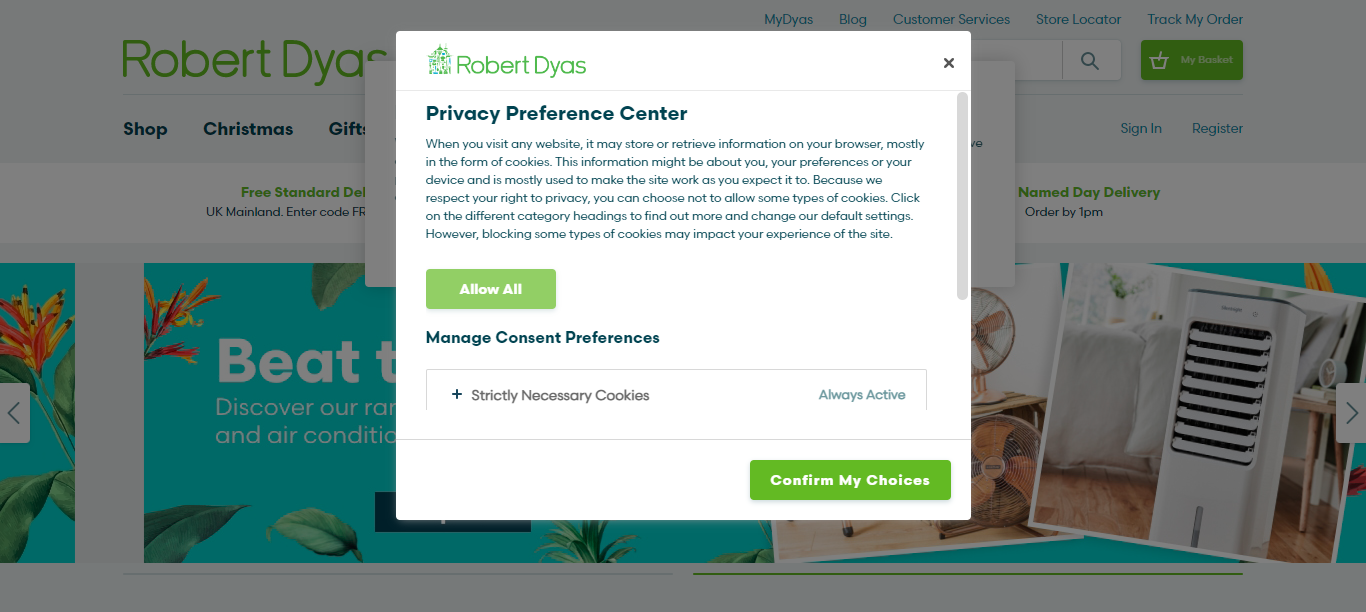 MyDyas Blog Customer Services Store Locator Track My Order
Robert Dyas
My Basket
Shop Christmas Gifts
Sign In Register
Free Standard Del
UK Mainland. Enter code FR
Named Day Delivery
Order by 1pm
Beat t
Discover our ran
and air conditio
Robert Dyas
Privacy Preference Center
When you visit any website, it may store or retrieve information on your browser, mostly
in the form of cookies. This information might be about you, your preferences or your
device and is mostly used to make the site work as you expect it to. Because we
respect your right to privacy, you can choose not to allow some types of cookies. Click
on the different category headings to find out more and change our default settings.
However, blocking some types of cookies may impact your experience of the site.
Allow All
Manage Consent Preferences
Strictly Necessary Cookies Always Active
Confirm My Choices